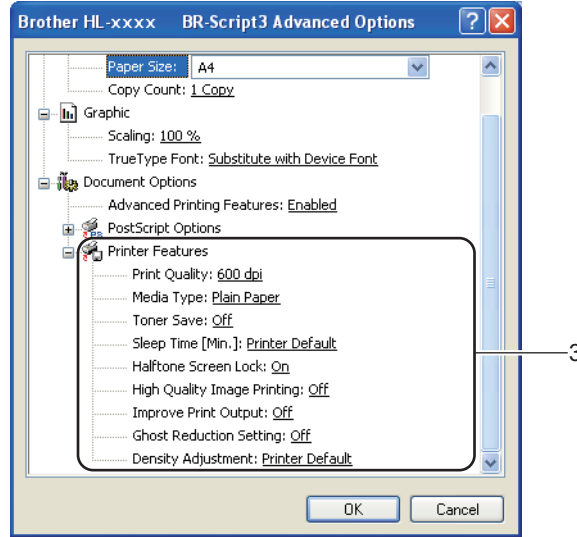 Brother HL-xxxx BR-Script3 Advanced Options
Paper Size: A4
Copy Count: 1 Copy
Graphic
Scaling: 100 %
TrueType Font: Substitute with Device Font
Document Options
Advanced Printing Features: Enabled
PostScript Options
Printer Features
Print Quality: 600 dpi
Media Type: Plain Paper
Toner Save: Off
Sleep Time [Min.]: Printer Default
Halftone Screen Lock: On
High Quality Image Printing: Off
Improve Print Output: Off
Ghost Reduction Setting: Off
Density Adjustment: Printer Default
3
OK Cancel